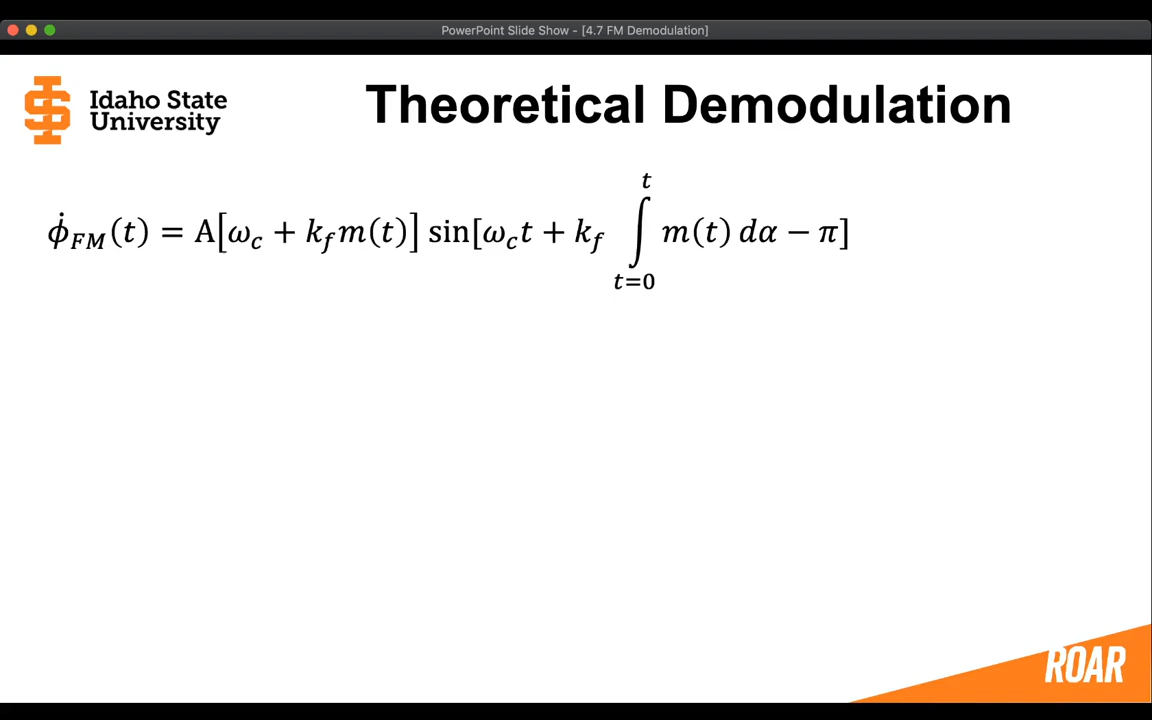 PowerPoint Slide Show - [4.7 FM Demodulation]
Idaho State
University
Theoretical Demodulation
ϕ̇_FM(t) = A[ω_c + k_f m(t)] sin[ω_c t + k_f ∫_{t=0}^{t} m(t) dα − π]
ROAR